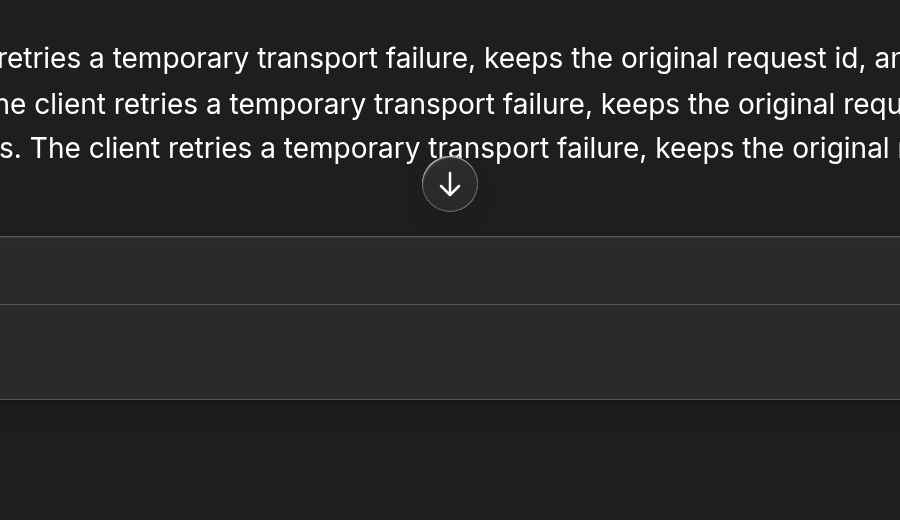 retries a temporary transport failure, keeps the original request id, an
he client retries a temporary transport failure, keeps the original requ
s. The client retries a temporary transport failure, keeps the original